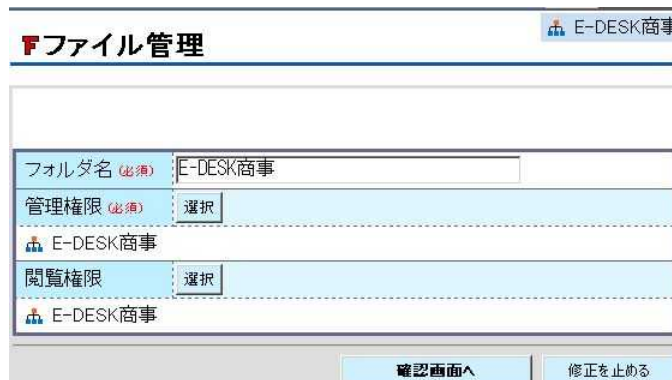 E-DESK商事
ファイル管理
フォルダ名 (必須) E-DESK商事
管理権限 (必須) 選択
E-DESK商事
閲覧権限 選択
E-DESK商事
確認画面へ 修正を止める